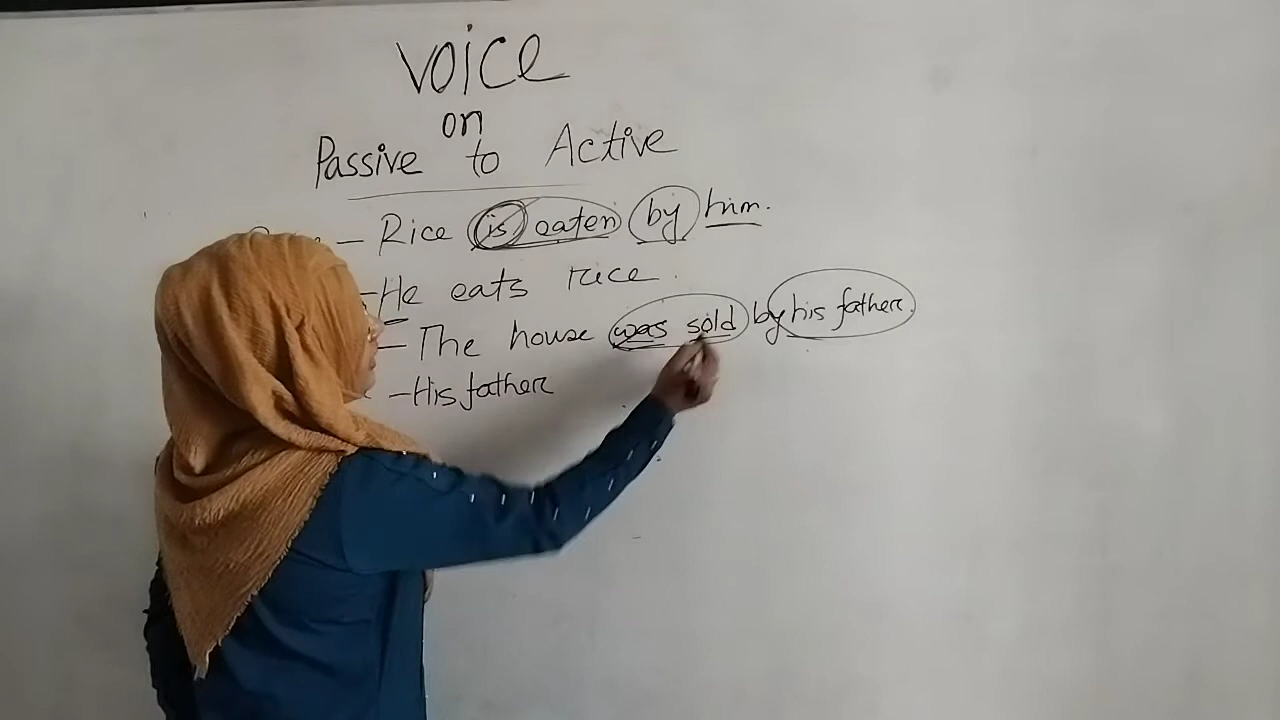 Voice
on
Passive to Active
— Rice is eaten by him.
- He eats rice.
— The house was sold by his father.
- His father